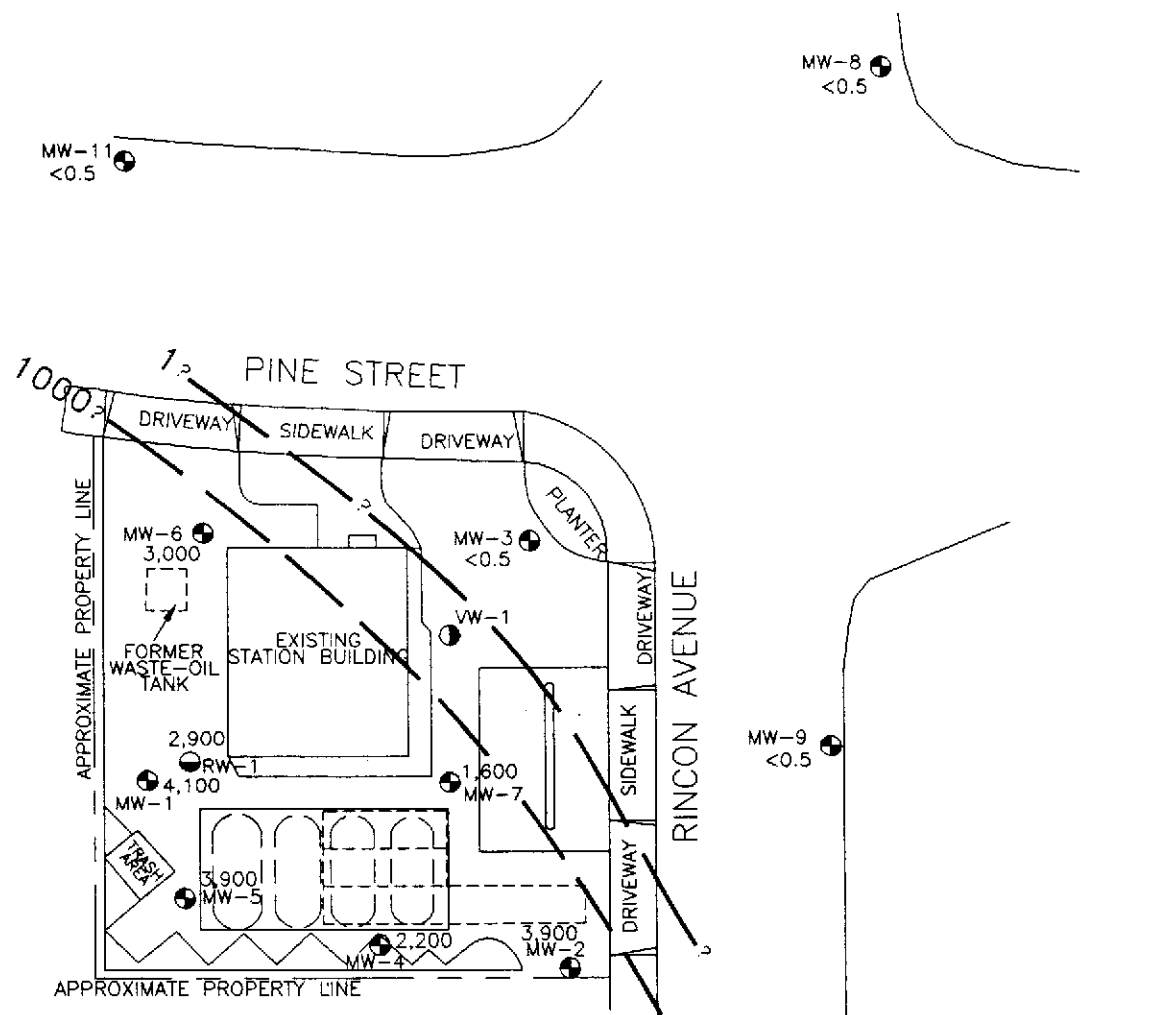 MW-8
<0.5
MW-11
<0.5
1?
1000?
PINE STREET
DRIVEWAY
SIDEWALK
DRIVEWAY
PLANTER
?
APPROXIMATE PROPERTY LINE
MW-6
3,000
MW-3
<0.5
DRIVEWAY
RINCON AVENUE
VW-1
FORMER
WASTE-OIL
TANK
EXISTING
STATION BUILDING
SIDEWALK
MW-9
<0.5
2,900
RW-1
4,100
MW-1
1,600
MW-7
TRASH
AREA
3,900
MW-5
DRIVEWAY
2,200
MW-4
3,900
MW-2
?
APPROXIMATE PROPERTY LINE